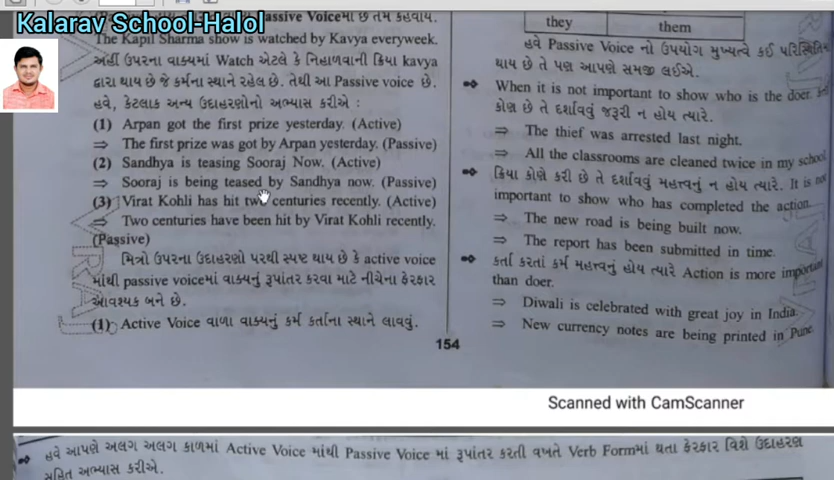 Kalarav School-Halol
Passive Voiceમાં છે તેમ કહેવાય.
The Kapil Sharma show is watched by Kavya everyweek.
અહીં ઉપરના વાક્યમાં Watch એટલે કે નિહાળવાની ક્રિયા kavya
દ્વારા થાય છે જે કર્મના સ્થાને રહેલ છે. તેથી આ Passive voice છે.
હવે, કેટલાક અન્ય ઉદાહરણોનો અભ્યાસ કરીએ :
(1) Arpan got the first prize yesterday. (Active)
⇒ The first prize was got by Arpan yesterday. (Passive)
(2) Sandhya is teasing Sooraj Now. (Active)
⇒ Sooraj is being teased by Sandhya now. (Passive)
(3) Virat Kohli has hit two centuries recently. (Active)
⇒ Two centuries have been hit by Virat Kohli recently.
(Passive)
મિત્રો ઉપરના ઉદાહરણો પરથી સ્પષ્ટ થાય છે કે active voice
માંથી passive voiceમાં વાક્યનું રૂપાંતર કરવા માટે નીચેના ફેરફાર
આવશ્યક બને છે.
(1) Active Voice વાળા વાક્યનું કર્મ કર્તાના સ્થાને લાવવું.
they them
હવે Passive Voice નો ઉપયોગ મુખ્યત્વે કઈ પરિસ્થિતિ
થાય છે તે પણ આપણે સમજી લઈએ.
When it is not important to show who is the doer.
કોણ છે તે દર્શાવવું જરૂરી ન હોય ત્યારે.
⇒ The thief was arrested last night.
⇒ All the classrooms are cleaned twice in my school
ક્રિયા કોણે કરી છે તે દર્શાવવું મહત્ત્વનું ન હોય ત્યારે. It is not
important to show who has completed the action.
⇒ The new road is being built now.
⇒ The report has been submitted in time.
કર્તા કરતાં કર્મ મહત્ત્વનું હોય ત્યારે Action is more important
than doer.
⇒ Diwali is celebrated with great joy in India.
⇒ New currency notes are being printed in Pune.
154
Scanned with CamScanner
હવે આપણે અલગ અલગ કાળમાં Active Voice માંથી Passive Voice માં રૂપાંતર કરતી વખતે Verb Formમાં થતા ફેરફાર વિશે ઉદાહરણ
સહિત અભ્યાસ કરીએ.